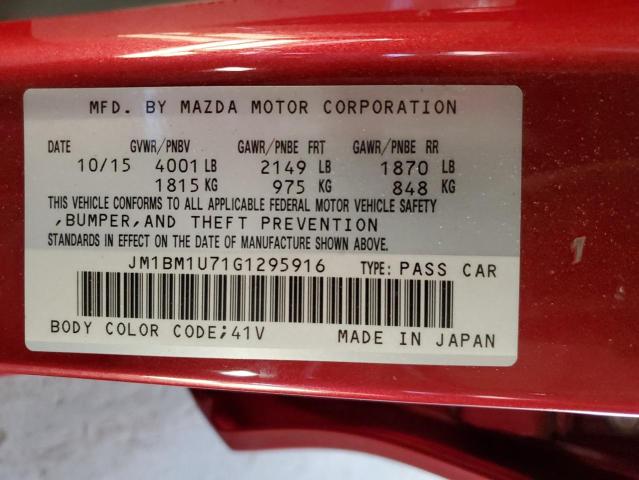 MFD. BY MAZDA MOTOR CORPORATION
DATE GVWR/PNBV GAWR/PNBE FRT GAWR/PNBE RR
10/15 4001 LB 2149 LB 1870 LB
1815 KG 975 KG 848 KG
THIS VEHICLE CONFORMS TO ALL APPLICABLE FEDERAL MOTOR VEHICLE SAFETY
,BUMPER,AND THEFT PREVENTION
STANDARDS IN EFFECT ON THE DATE OF MANUFACTURE SHOWN ABOVE.
JM1BM1U71G1295916 TYPE: PASS CAR
BODY COLOR CODE;41V MADE IN JAPAN